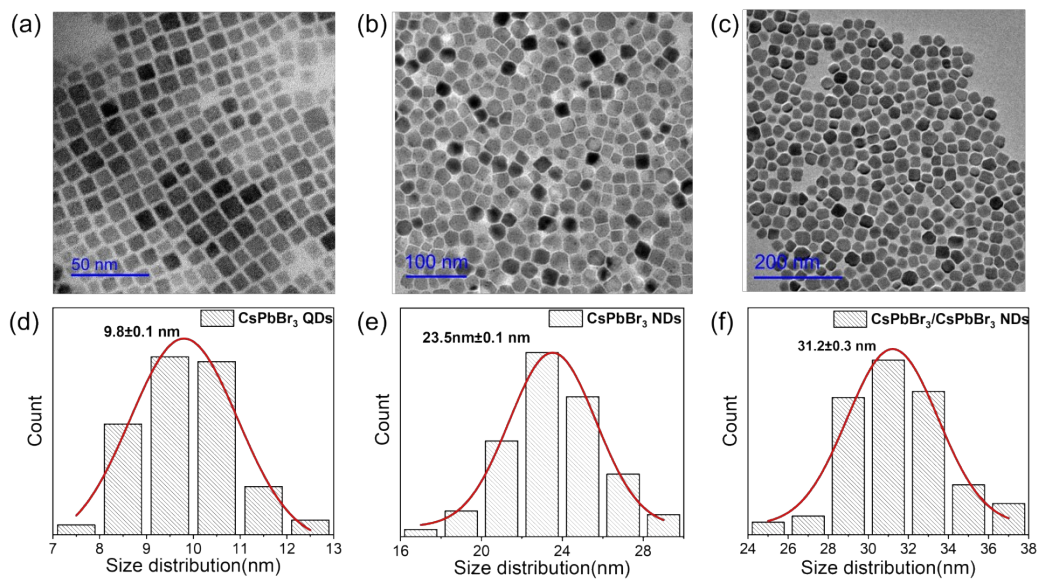 (a)
50 nm
(b)
100 nm
(c)
200 nm
(d)
9.8±0.1 nm
CsPbBr₃ QDs
Count
7 8 9 10 11 12 13
Size distribution(nm)
(e)
23.5nm±0.1 nm
CsPbBr₃ NDs
Count
16 20 24 28
Size distribution(nm)
(f)
CsPbBr₃/CsPbBr₃ NDs
31.2±0.3 nm
Count
24 26 28 30 32 34 36 38
Size distribution(nm)